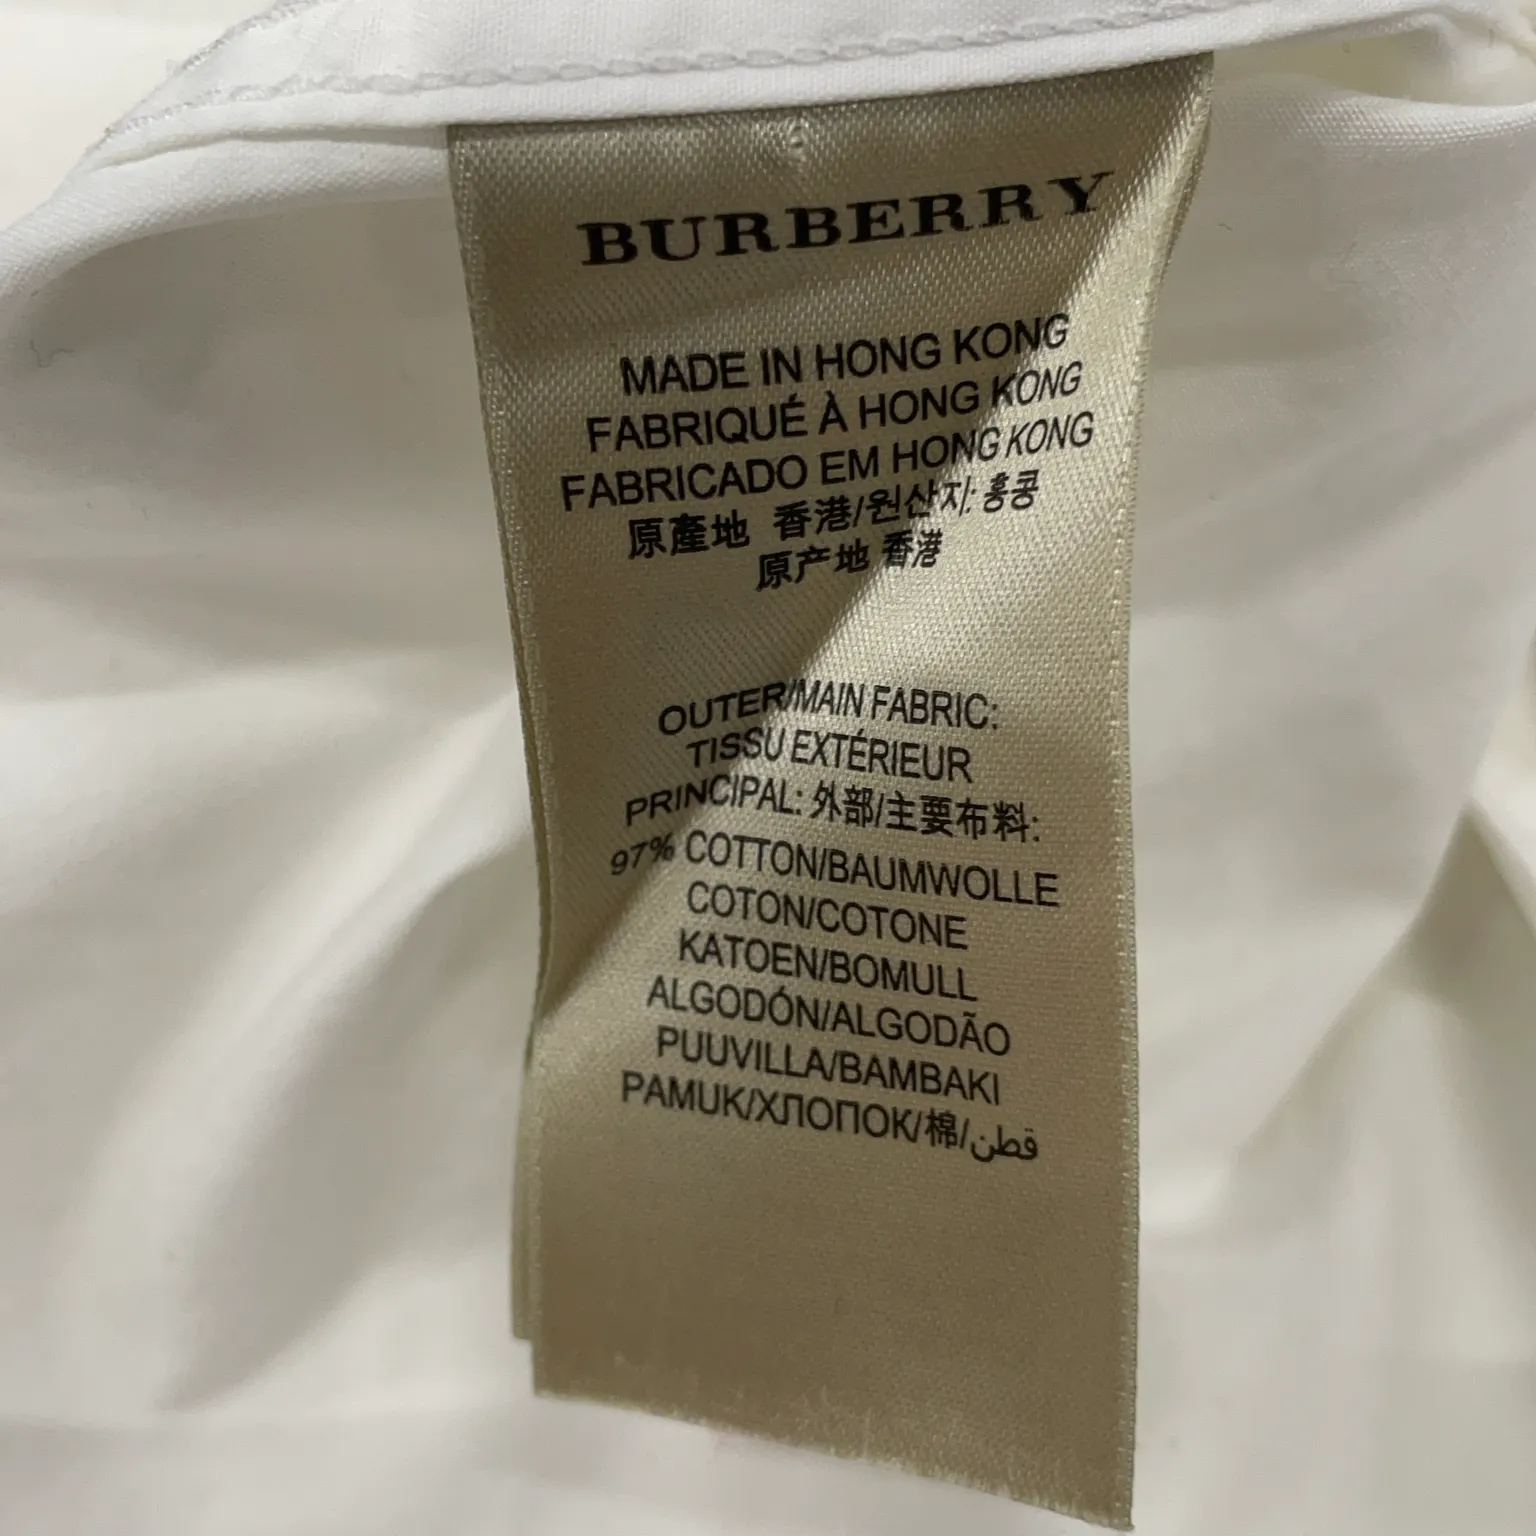 BURBERRY
MADE IN HONG KONG
FABRIQUÉ À HONG KONG
FABRICADO EM HONG KONG
原產地 香港/원산지: 홍콩
原产地 香港
OUTER/MAIN FABRIC:
TISSU EXTÉRIEUR
PRINCIPAL: 外部/主要布料:
97% COTTON/BAUMWOLLE
COTON/COTONE
KATOEN/BOMULL
ALGODÓN/ALGODÃO
PUUVILLA/BAMBAKI
PAMUK/ХЛОПОК/棉/قطن